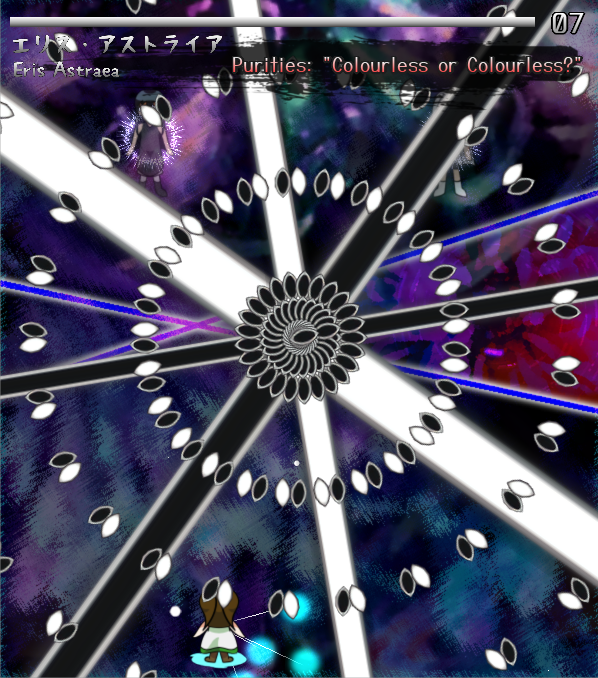 07
エリス・アストライア
Eris Astraea
Purities: "Colourless or Colourless?"